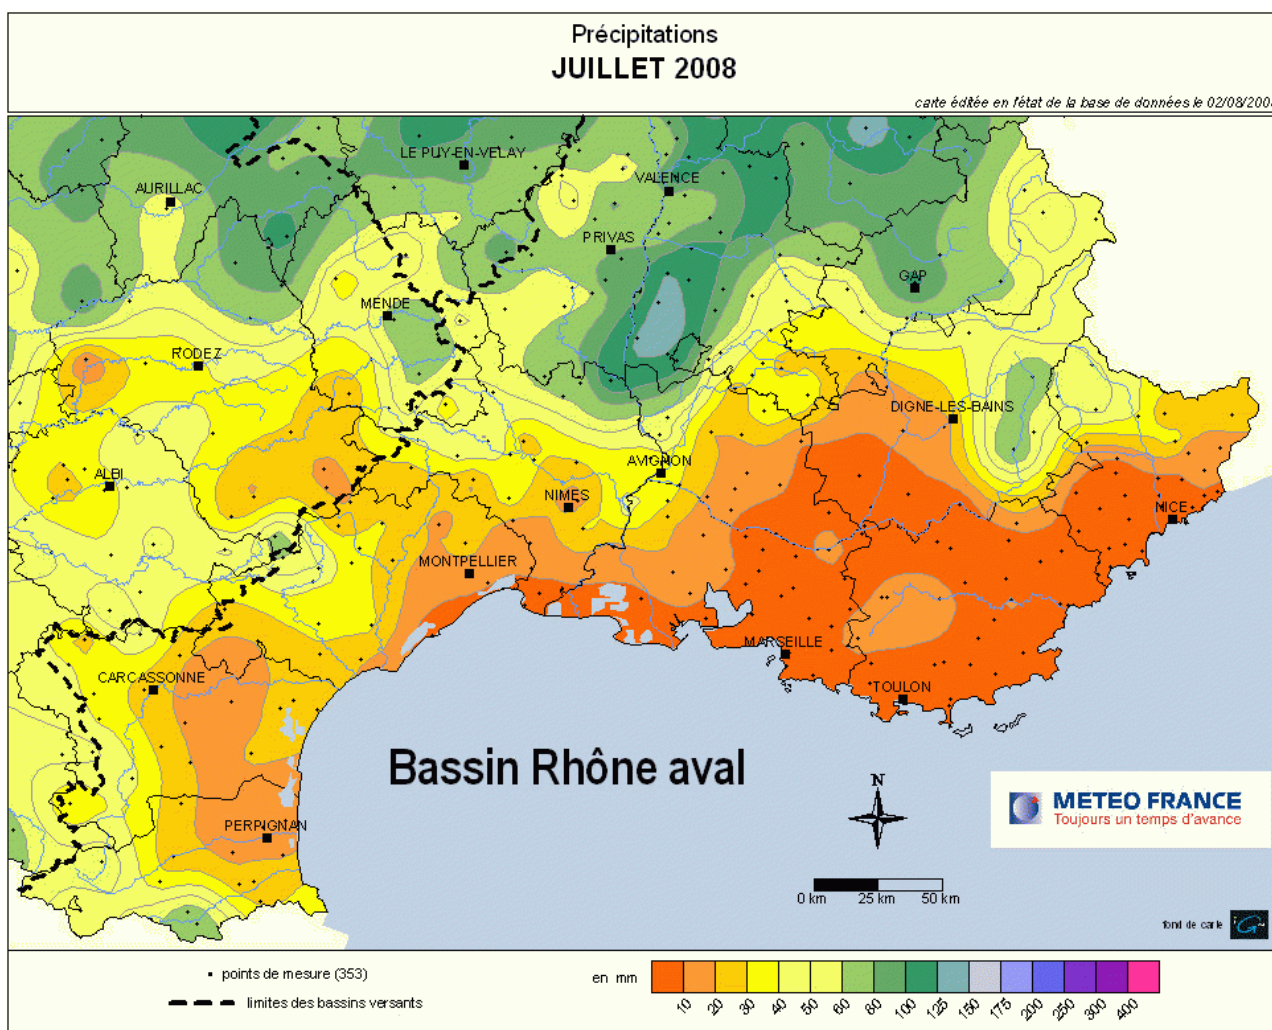 Précipitations
JUILLET 2008
carte éditée en l'état de la base de données le 02/08/200
LE PUY-EN-VELAY
AURILLAC
VALENCE
PRIVAS
GAP
MENDE
RODEZ
DIGNE-LES-BAINS
AVIGNON
ALBI
NIMES
NICE
MONTPELLIER
MARSEILLE
CARCASSONNE
TOULON
Bassin Rhône aval
N
METEO FRANCE
Toujours un temps d'avance
PERPIGNAN
0 km 25 km 50 km
fond de carte
points de mesure (353)
en mm
limites des bassins versants
10 20 30 40 50 60 80 100 125 150 175 200 250 300 400